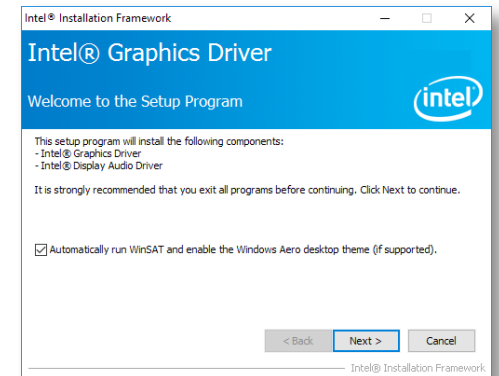 Intel® Installation Framework
Intel® Graphics Driver
Welcome to the Setup Program
intel
This setup program will install the following components:
- Intel® Graphics Driver
- Intel® Display Audio Driver
It is strongly recommended that you exit all programs before continuing. Click Next to continue.
Automatically run WinSAT and enable the Windows Aero desktop theme (if supported).
< Back Next > Cancel
Intel® Installation Framework